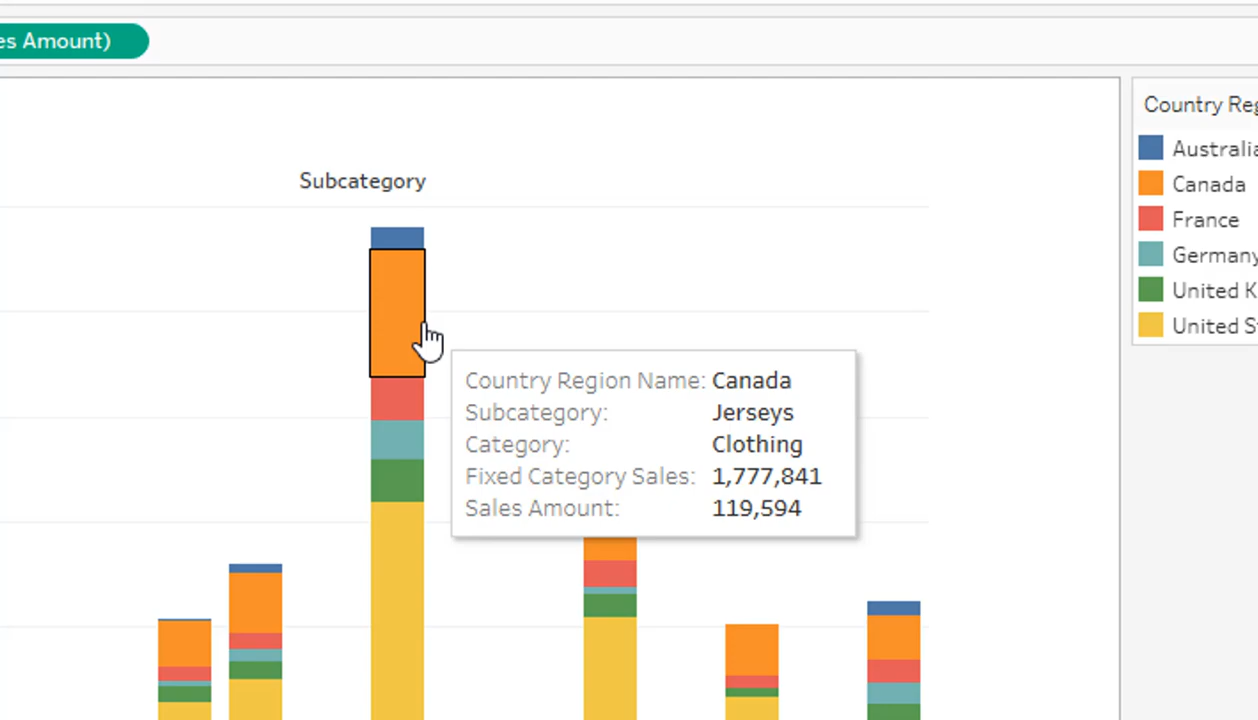 es Amount)
Subcategory
Country Reg
Australia
Canada
France
Germany
United K
United S
Country Region Name: Canada
Subcategory: Jerseys
Category: Clothing
Fixed Category Sales: 1,777,841
Sales Amount: 119,594